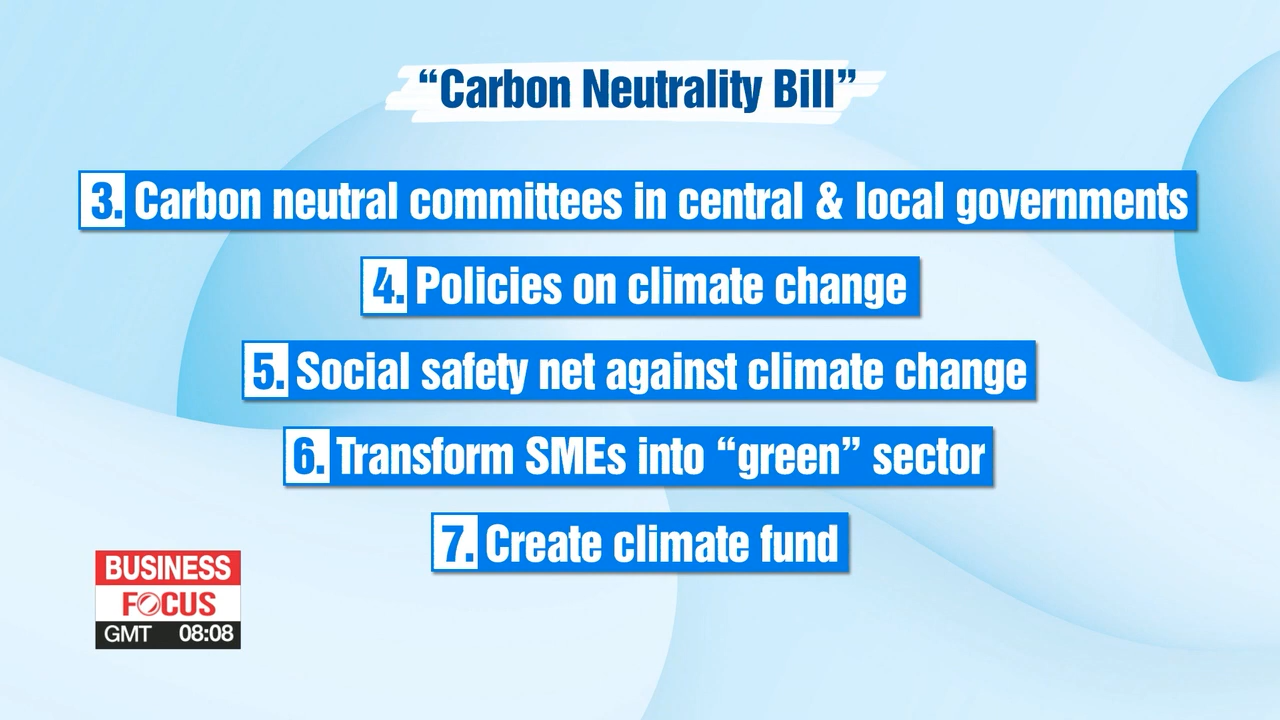 “Carbon Neutrality Bill”
3. Carbon neutral committees in central & local governments
4. Policies on climate change
5. Social safety net against climate change
6. Transform SMEs into “green” sector
7. Create climate fund
BUSINESS
FOCUS
GMT 08:08